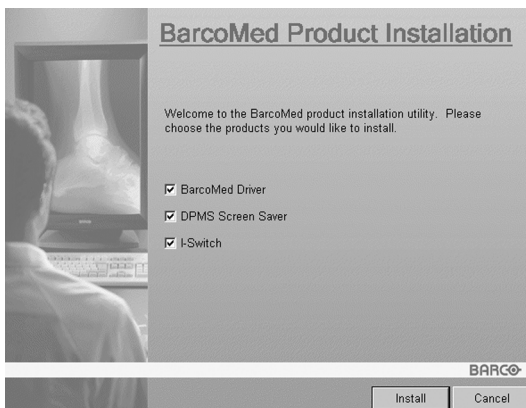 BarcoMed Product Installation
Welcome to the BarcoMed product installation utility. Please
choose the products you would like to install.
BarcoMed Driver
DPMS Screen Saver
I-Switch
BARCO
Install
Cancel